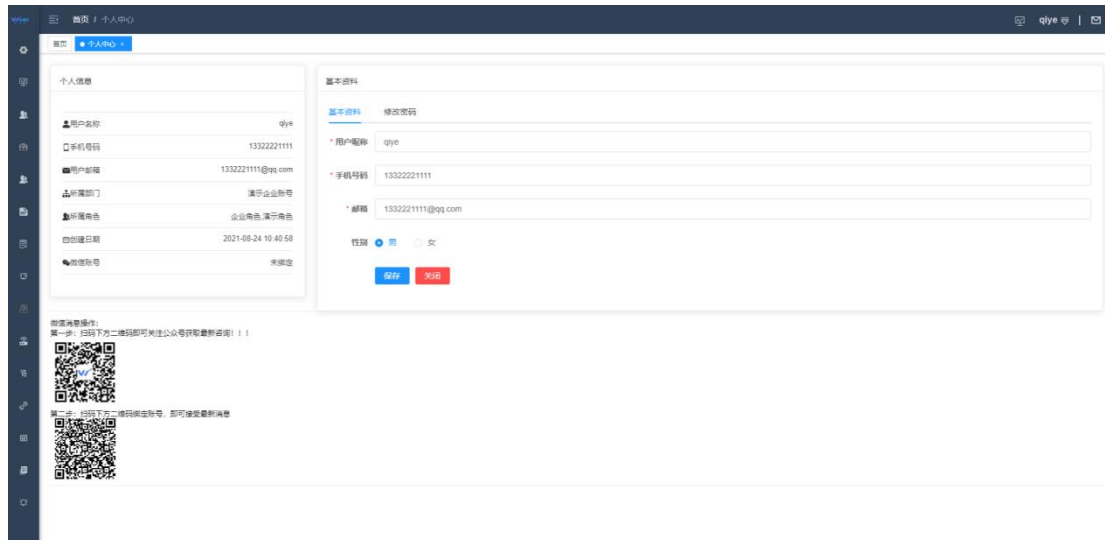 首页 / 个人中心
qiye
首页 个人中心 ×
个人信息
用户名称 qiye
手机号码 13322221111
用户邮箱 1332221111@qq.com
所属部门 演示企业账号
所属角色 企业角色,演示角色
创建日期 2021-08-24 10:40:58
微信账号 未绑定
基本资料
基本资料 修改密码
* 用户昵称 qiye
* 手机号码 13322221111
* 邮箱 1332221111@qq.com
性别 男 女
保存 关闭
微信消息操作:
第一步: 扫码下方二维码即可关注公众号获取最新咨询！！！
第二步: 扫码下方二维码绑定账号, 即可接受最新消息